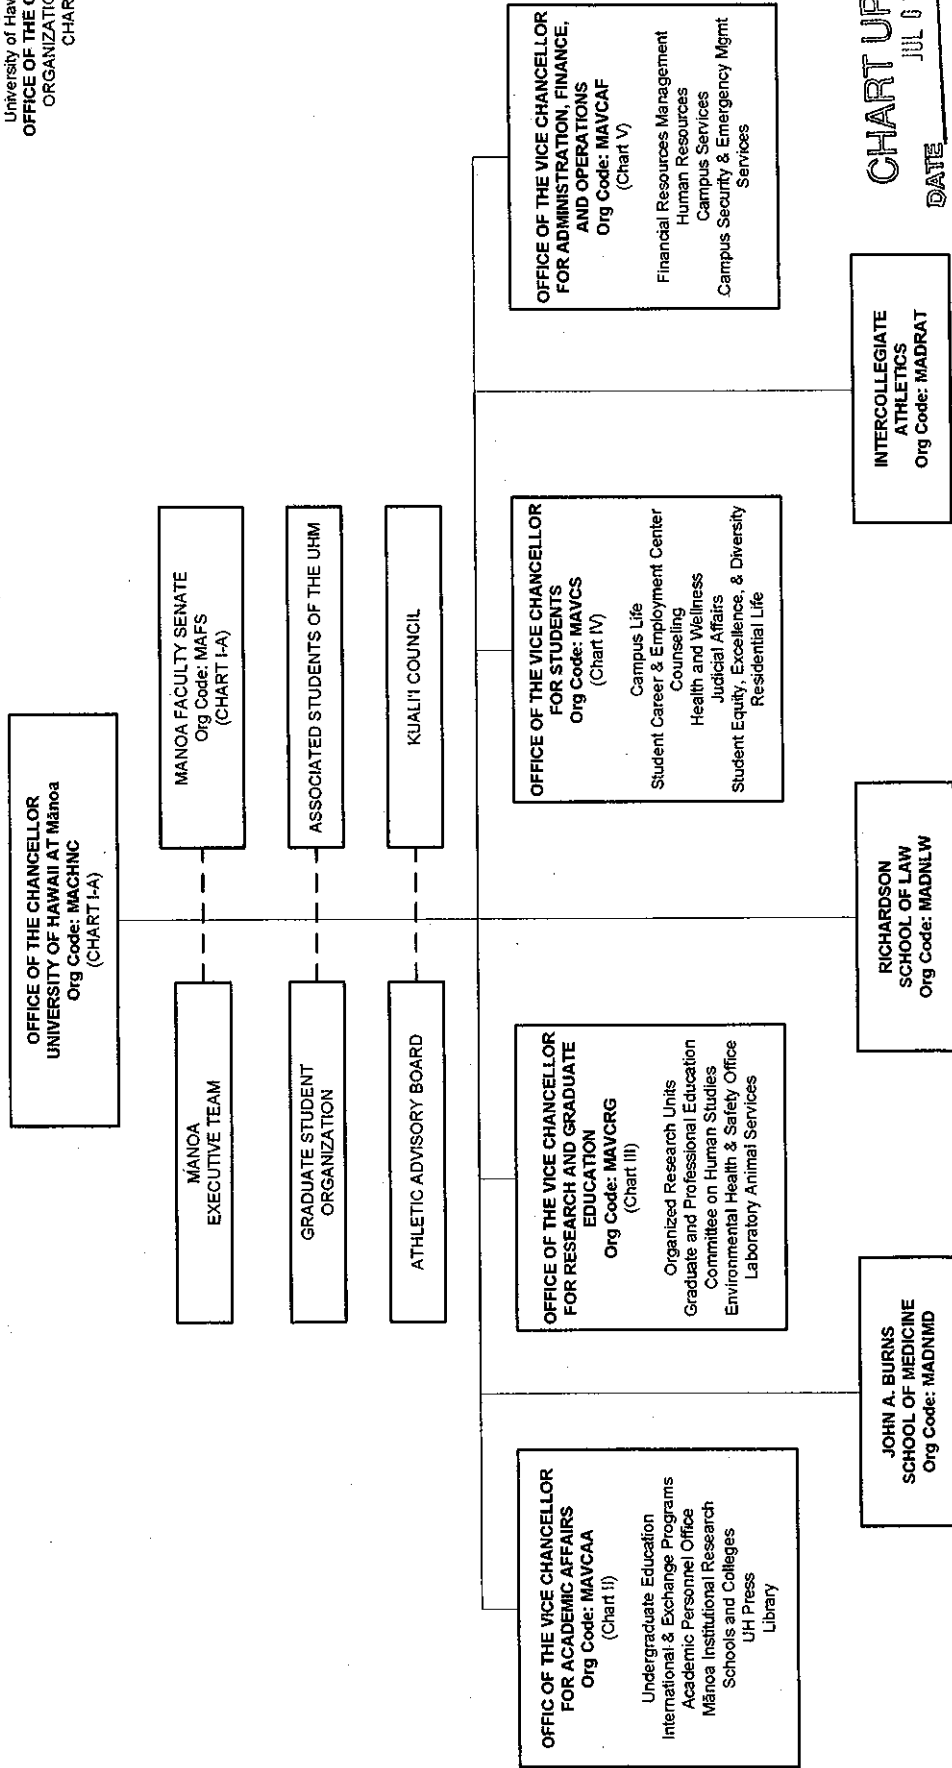 University of Haw
OFFICE OF THE C
ORGANIZATIO
CHAR
OFFICE OF THE CHANCELLOR
UNIVERSITY OF HAWAII AT Mānoa
Org Code: MACHNC
(CHART I-A)
MĀNOA
EXECUTIVE TEAM
MĀNOA FACULTY SENATE
Org Code: MAFS
(CHART I-A)
GRADUATE STUDENT
ORGANIZATION
ASSOCIATED STUDENTS OF THE UHM
ATHLETIC ADVISORY BOARD
KUALI'I COUNCIL
OFFIC OF THE VICE CHANCELLOR
FOR ACADEMIC AFFAIRS
Org Code: MAVCAA
(Chart II)
Undergraduate Education
International & Exchange Programs
Academic Personnel Office
Mānoa Institutional Research
Schools and Colleges
UH Press
Library
OFFICE OF THE VICE CHANCELLOR
FOR RESEARCH AND GRADUATE
EDUCATION
Org Code: MAVCRG
(Chart III)
Organized Research Units
Graduate and Professional Education
Committee on Human Studies
Environmental Health & Safety Office
Laboratory Animal Services
OFFICE OF THE VICE CHANCELLOR
FOR STUDENTS
Org Code: MAVCS
(Chart IV)
Campus Life
Student Career & Employment Center
Counseling
Health and Wellness
Judicial Affairs
Student Equity, Excellence, & Diversity
Residential Life
OFFICE OF THE VICE CHANCELLOR
FOR ADMINISTRATION, FINANCE,
AND OPERATIONS
Org Code: MAVCAF
(Chart V)
Financial Resources Management
Human Resources
Campus Services
Campus Security & Emergency Mgmt
Services
JOHN A. BURNS
SCHOOL OF MEDICINE
Org Code: MADNMD
RICHARDSON
SCHOOL OF LAW
Org Code: MADNLW
INTERCOLLEGIATE
ATHLETICS
Org Code: MADRAT
CHART UP
JUL
DATE